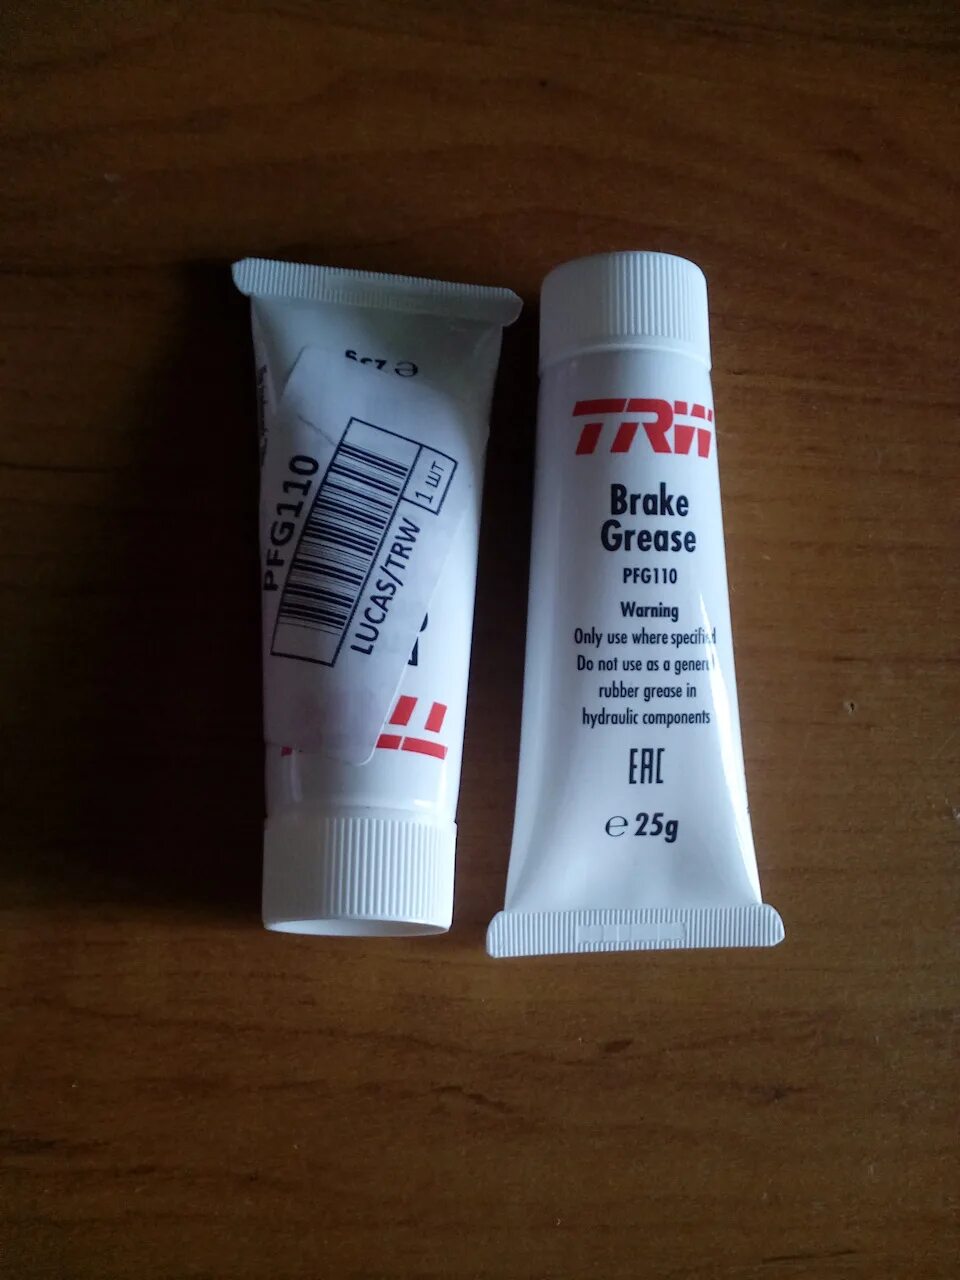 25g e
PFG110
1 шт
LUCAS/TRW
TRW
Brake
Grease
PFG110
Warning
Only use where specified
Do not use as a general
rubber grease in
hydraulic components
EAC
e 25g